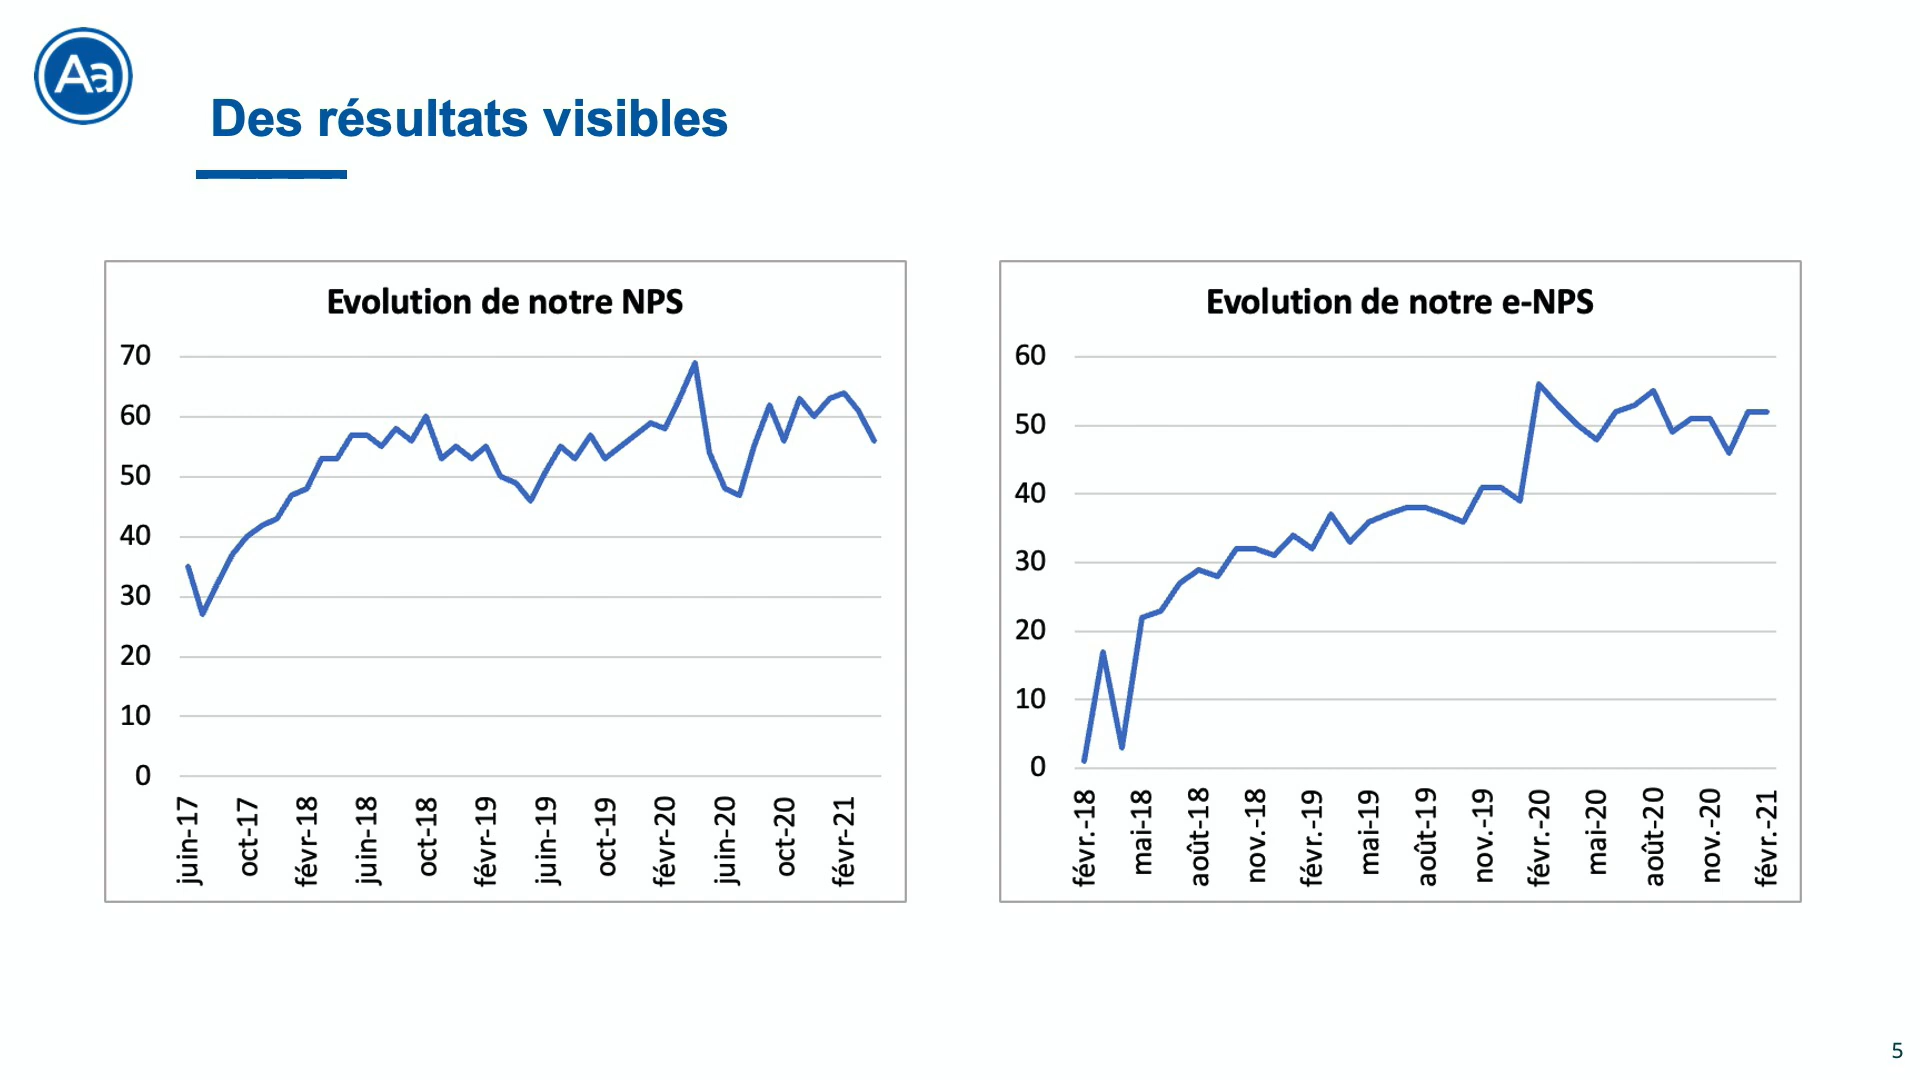 Aa
Des résultats visibles
Evolution de notre NPS
70
60
50
40
30
20
10
0
juin-17
oct-17
févr-18
juin-18
oct-18
févr-19
juin-19
oct-19
févr-20
juin-20
oct-20
févr-21
Evolution de notre e-NPS
60
50
40
30
20
10
0
févr.-18
mai-18
août-18
nov.-18
févr.-19
mai-19
août-19
nov.-19
févr.-20
mai-20
août-20
nov.-20
févr.-21
5